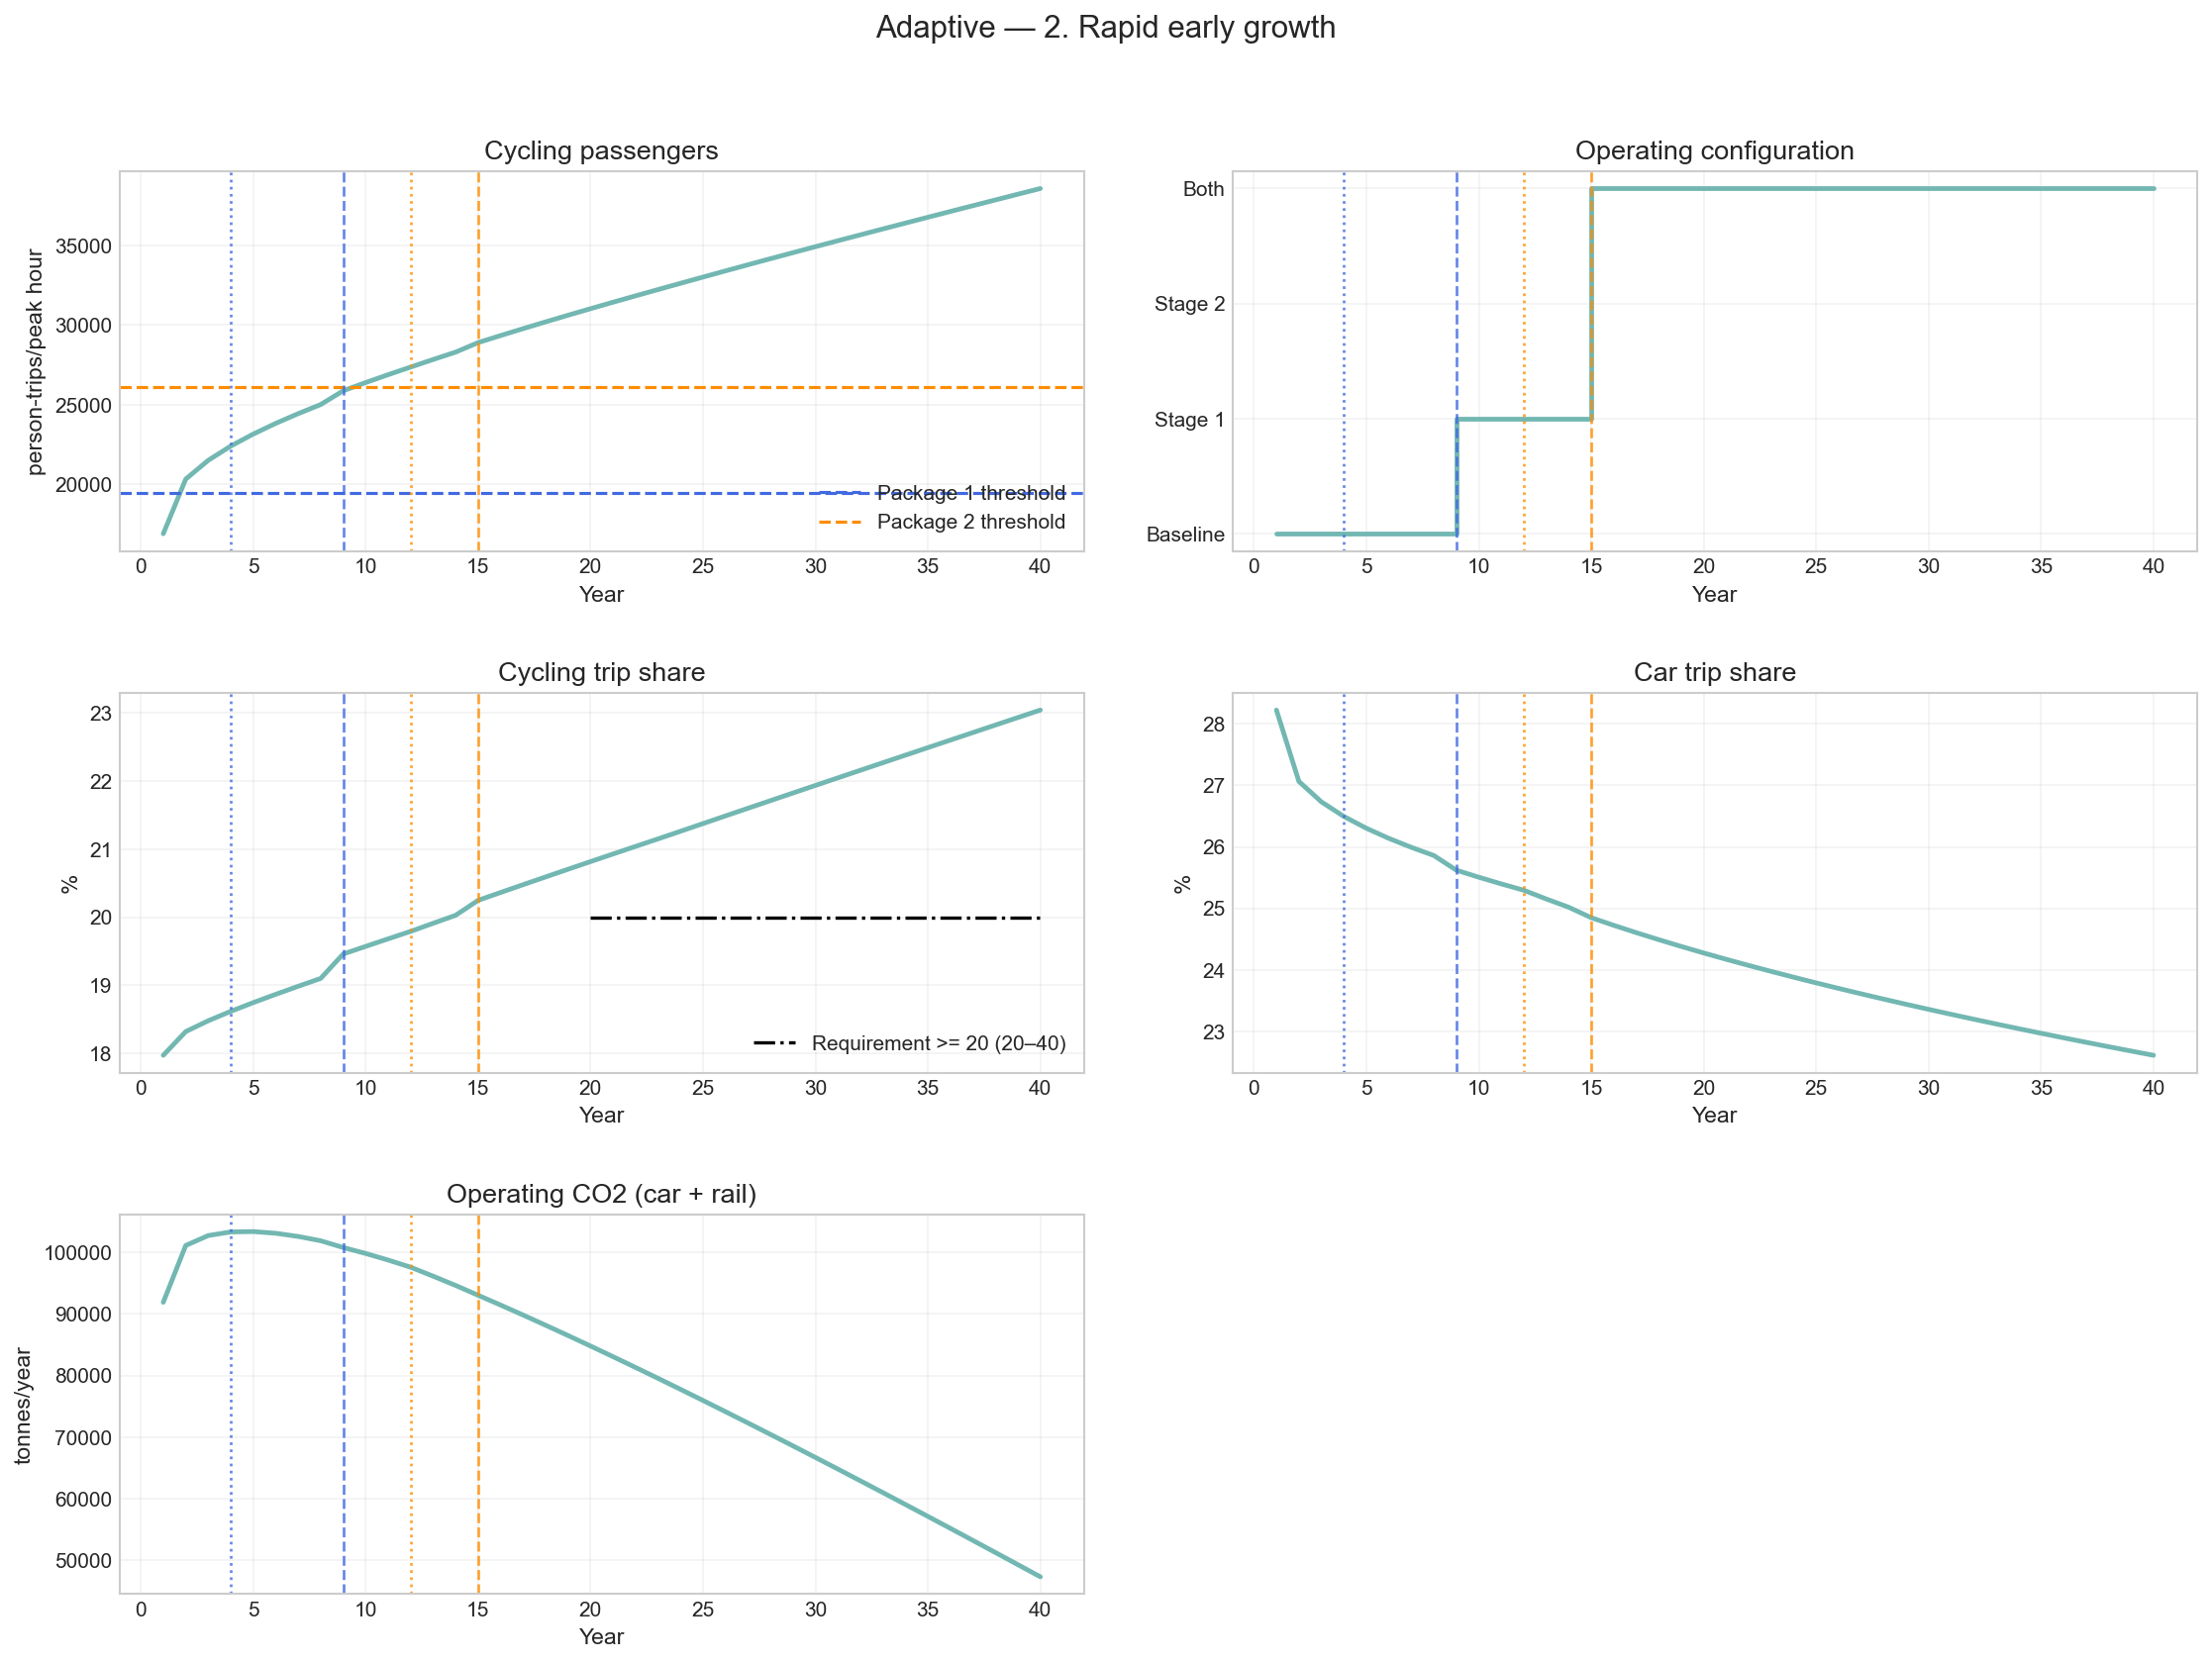 Adaptive — 2. Rapid early growth
Cycling passengers
person-trips/peak hour
35000
30000
25000
20000
Package 1 threshold
Package 2 threshold
0 5 10 15 20 25 30 35 40
Year
Operating configuration
Both
Stage 2
Stage 1
Baseline
0 5 10 15 20 25 30 35 40
Year
Cycling trip share
%
23
22
21
20
19
18
Requirement >= 20 (20–40)
0 5 10 15 20 25 30 35 40
Year
Car trip share
%
28
27
26
25
24
23
0 5 10 15 20 25 30 35 40
Year
Operating CO2 (car + rail)
tonnes/year
100000
90000
80000
70000
60000
50000
0 5 10 15 20 25 30 35 40
Year